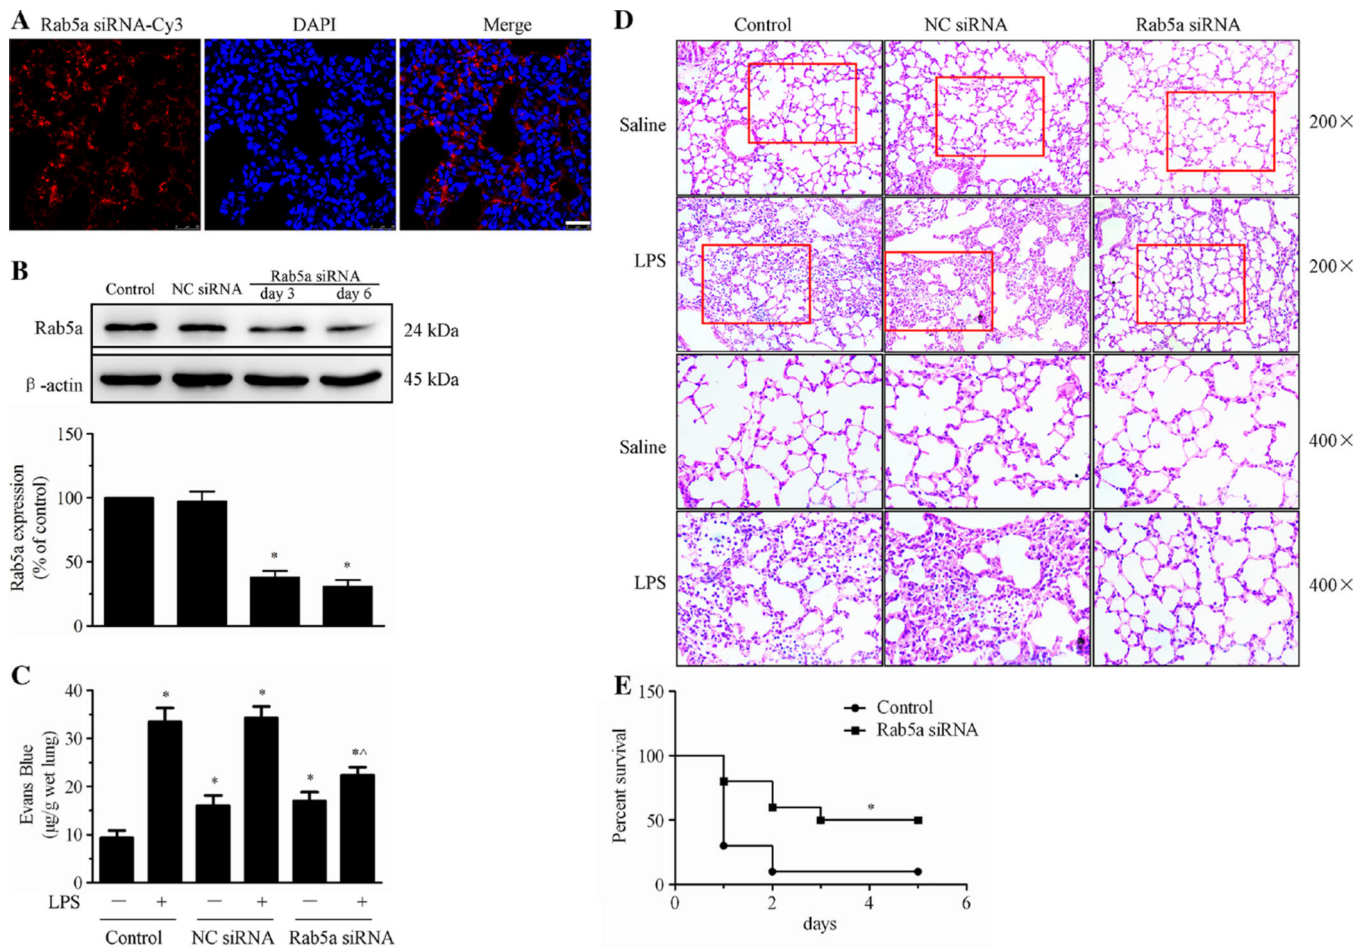 A
Rab5a siRNA-Cy3
DAPI
Merge
B
Control
NC siRNA
Rab5a siRNA
day 3
day 6
Rab5a
24 kDa
β-actin
45 kDa
150
100
50
0
Rab5a expression
(% of control)
*
*
C
40
30
20
10
0
Evans Blue
(μg/g wet lung)
*
*
*
*
*^
LPS
—
+
—
+
—
+
Control
NC siRNA
Rab5a siRNA
D
Control
NC siRNA
Rab5a siRNA
Saline
200×
LPS
200×
Saline
400×
LPS
400×
E
150
100
50
0
Percent survival
Control
Rab5a siRNA
*
0
2
4
6
days